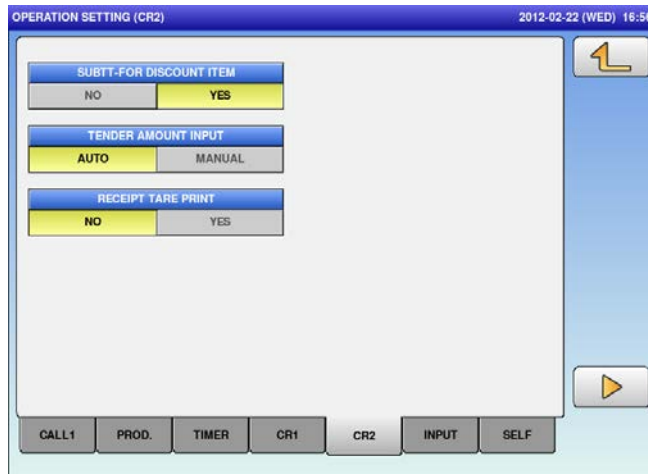 OPERATION SETTING (CR2) 2012-02-22 (WED) 16:50
SUBTT-FOR DISCOUNT ITEM
NO YES
TENDER AMOUNT INPUT
AUTO MANUAL
RECEIPT TARE PRINT
NO YES
CALL1 PROD. TIMER CR1 CR2 INPUT SELF